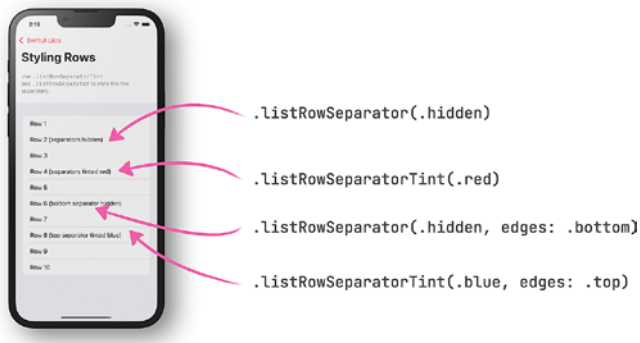 3:15
SwiftUI Lists
Styling Rows
Use .listRowSeparatorTint
and .listRowSeparator to style the row
separators.
Row 1
Row 2 (separators hidden)
Row 3
Row 4 (separators tinted red)
Row 5
Row 6 (bottom separator hidden)
Row 7
Row 8 (top separator tinted blue)
Row 9
Row 10
.listRowSeparator(.hidden)
.listRowSeparatorTint(.red)
.listRowSeparator(.hidden, edges: .bottom)
.listRowSeparatorTint(.blue, edges: .top)